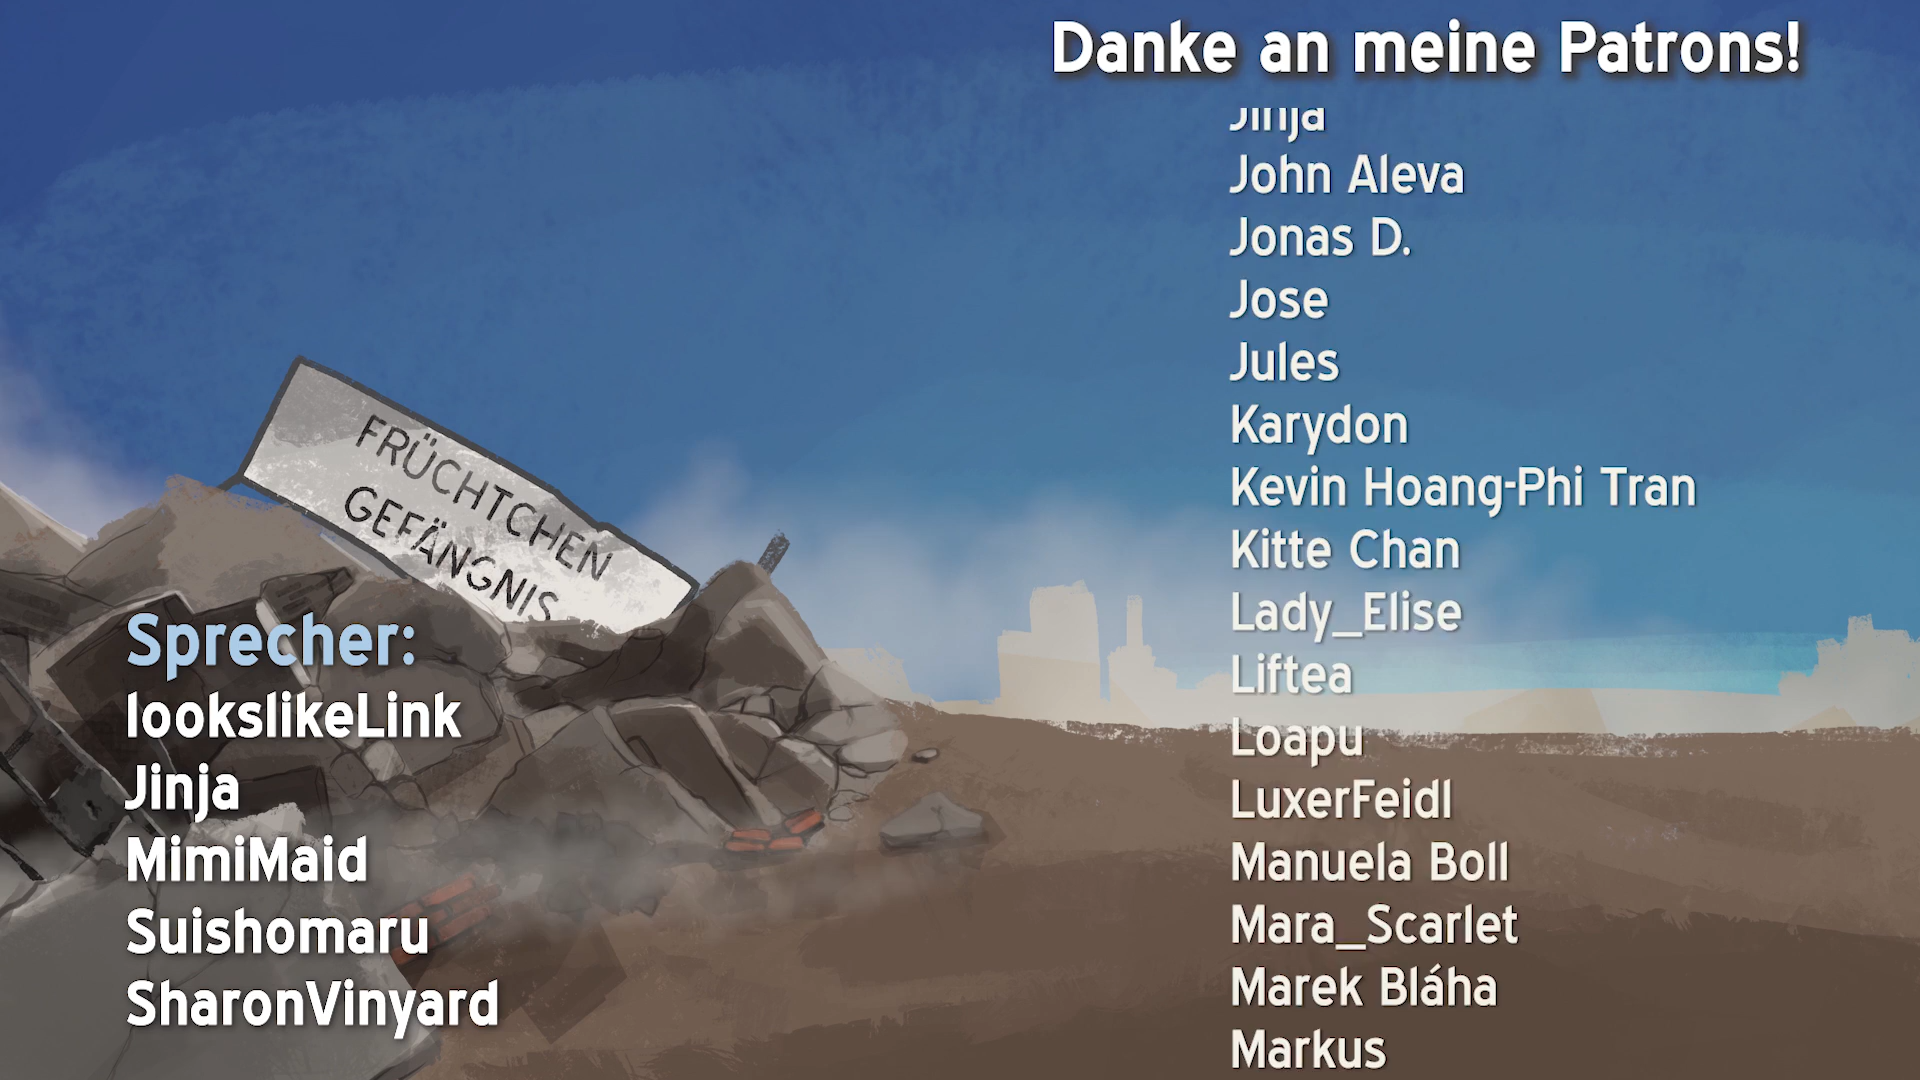 Danke an meine Patrons!
Jinja
John Aleva
Jonas D.
Jose
Jules
Karydon
Kevin Hoang-Phi Tran
Kitte Chan
Lady_Elise
Liftea
Loapu
LuxerFeidl
Manuela Boll
Mara_Scarlet
Marek Bláha
Markus
FRÜCHTCHEN
GEFÄNGNIS
Sprecher:
lookslikeLink
Jinja
MimiMaid
Suishomaru
SharonVinyard